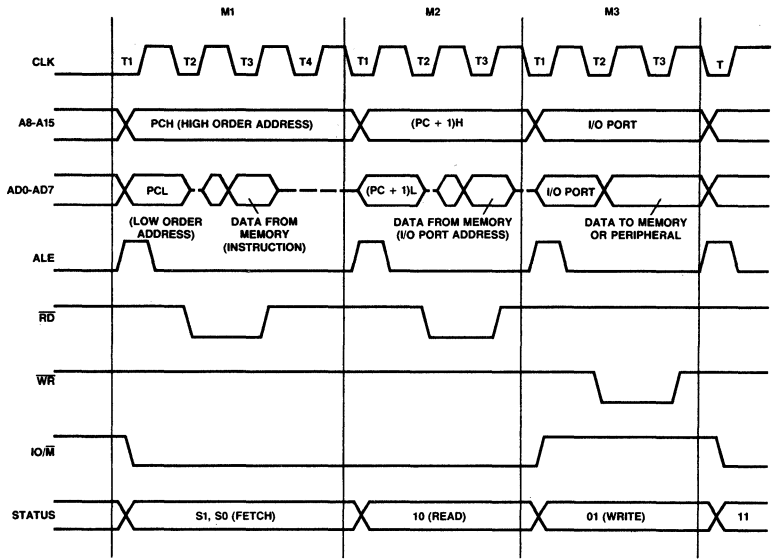 M1 M2 M3
CLK T1 T2 T3 T4 T1 T2 T3 T1 T2 T3 T
A8-A15 PCH (HIGH ORDER ADDRESS) (PC + 1)H I/O PORT
AD0-AD7 PCL (PC + 1)L I/O PORT
(LOW ORDER
ADDRESS)
DATA FROM
MEMORY
(INSTRUCTION)
DATA FROM MEMORY
(I/O PORT ADDRESS)
DATA TO MEMORY
OR PERIPHERAL
ALE
R̅D̅
W̅R̅
IO/M̅
STATUS S1, S0 (FETCH) 10 (READ) 01 (WRITE) 11